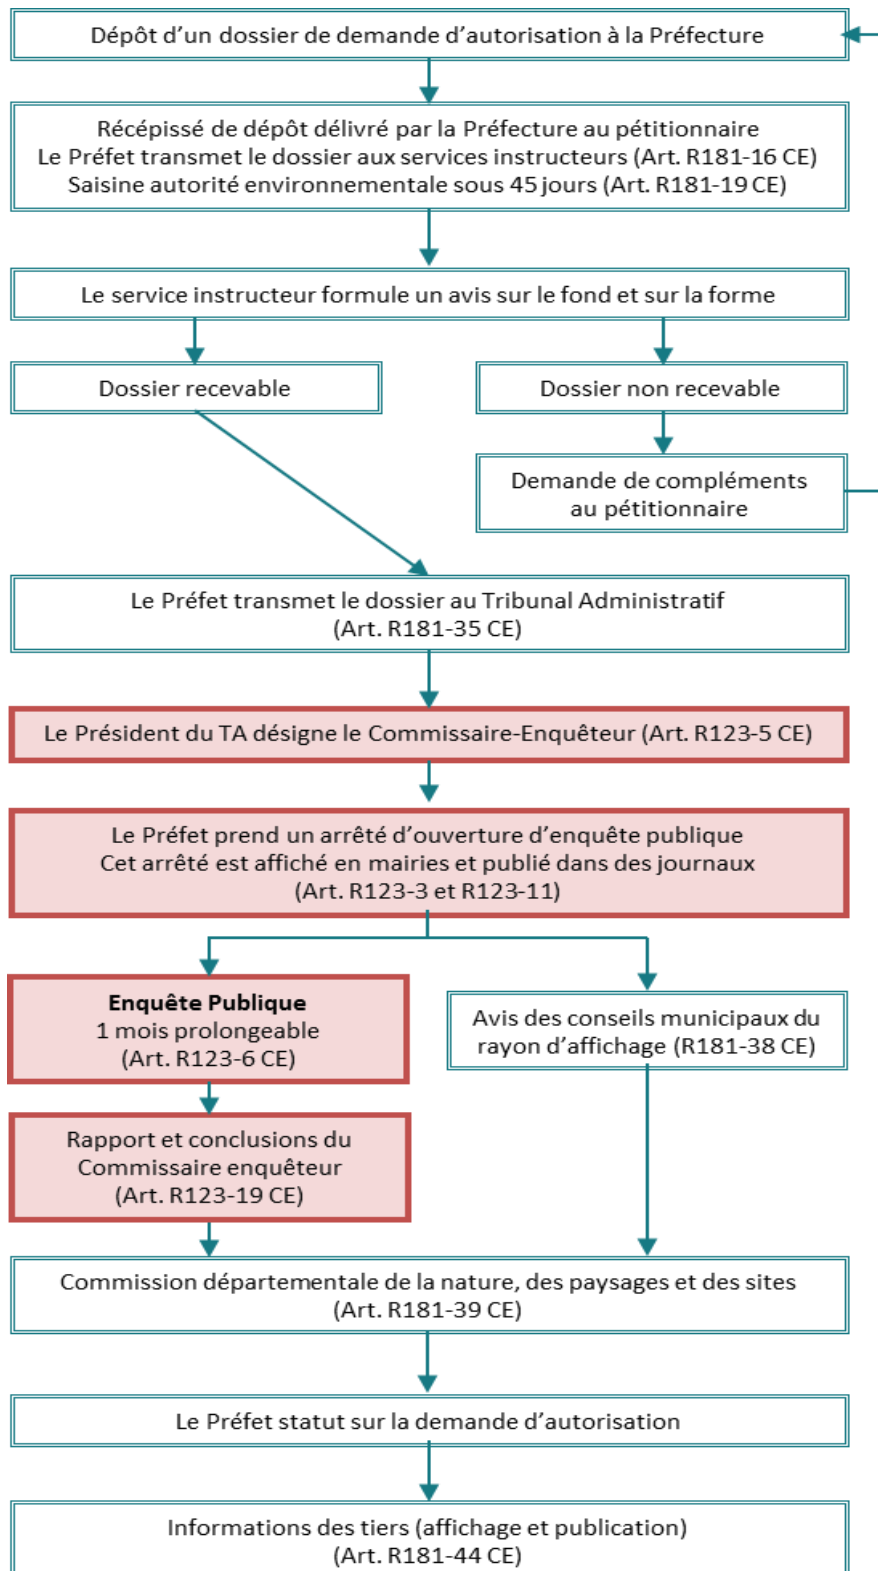 Dépôt d’un dossier de demande d’autorisation à la Préfecture
Récépissé de dépôt délivré par la Préfecture au pétitionnaire
Le Préfet transmet le dossier aux services instructeurs (Art. R181-16 CE)
Saisine autorité environnementale sous 45 jours (Art. R181-19 CE)
Le service instructeur formule un avis sur le fond et sur la forme
Dossier recevable
Dossier non recevable
Demande de compléments
au pétitionnaire
Le Préfet transmet le dossier au Tribunal Administratif
(Art. R181-35 CE)
Le Président du TA désigne le Commissaire-Enquêteur (Art. R123-5 CE)
Le Préfet prend un arrêté d’ouverture d’enquête publique
Cet arrêté est affiché en mairies et publié dans des journaux
(Art. R123-3 et R123-11)
Enquête Publique
1 mois prolongeable
(Art. R123-6 CE)
Avis des conseils municipaux du
rayon d’affichage (R181-38 CE)
Rapport et conclusions du
Commissaire enquêteur
(Art. R123-19 CE)
Commission départementale de la nature, des paysages et des sites
(Art. R181-39 CE)
Le Préfet statut sur la demande d’autorisation
Informations des tiers (affichage et publication)
(Art. R181-44 CE)